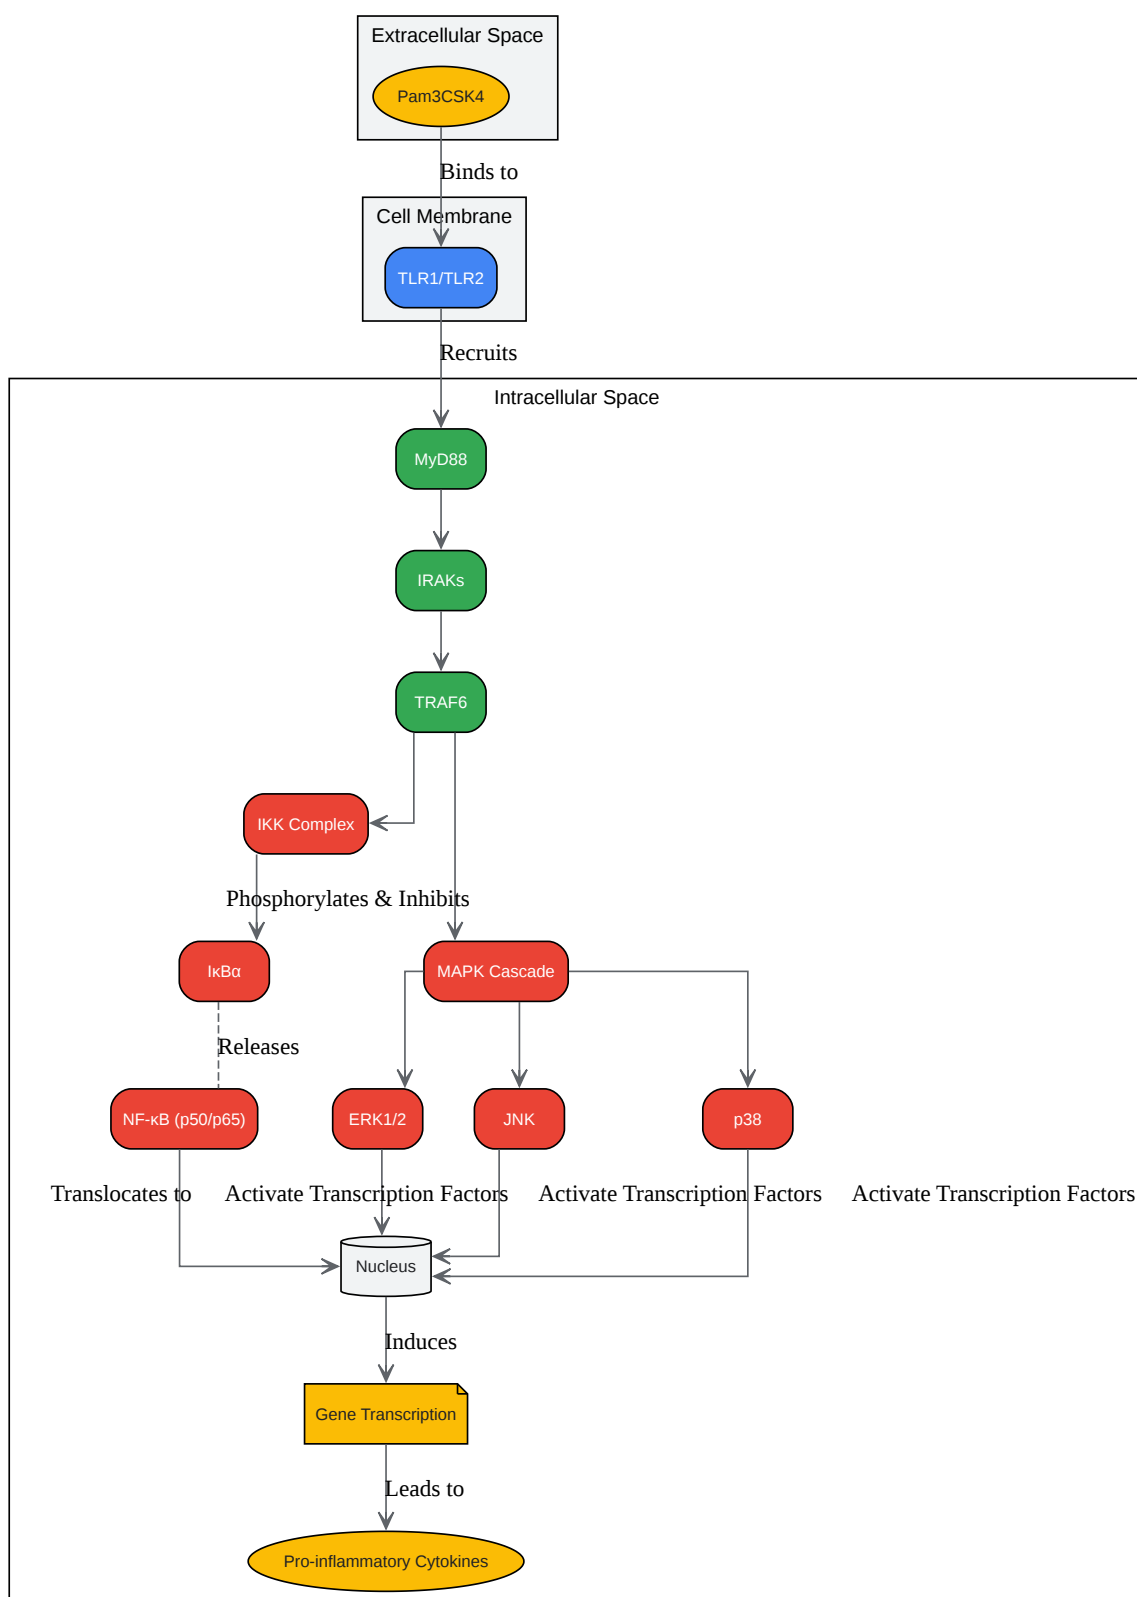 Extracellular Space
Pam3CSK4
Binds to
Cell Membrane
TLR1/TLR2
Recruits
Intracellular Space
MyD88
IRAKs
TRAF6
IKK Complex
Phosphorylates & Inhibits
IκBα
MAPK Cascade
Releases
NF-κB (p50/p65)
ERK1/2
JNK
p38
Translocates to
Activate Transcription Factors
Activate Transcription Factors
Activate Transcription Factors
Nucleus
Induces
Gene Transcription
Leads to
Pro-inflammatory Cytokines